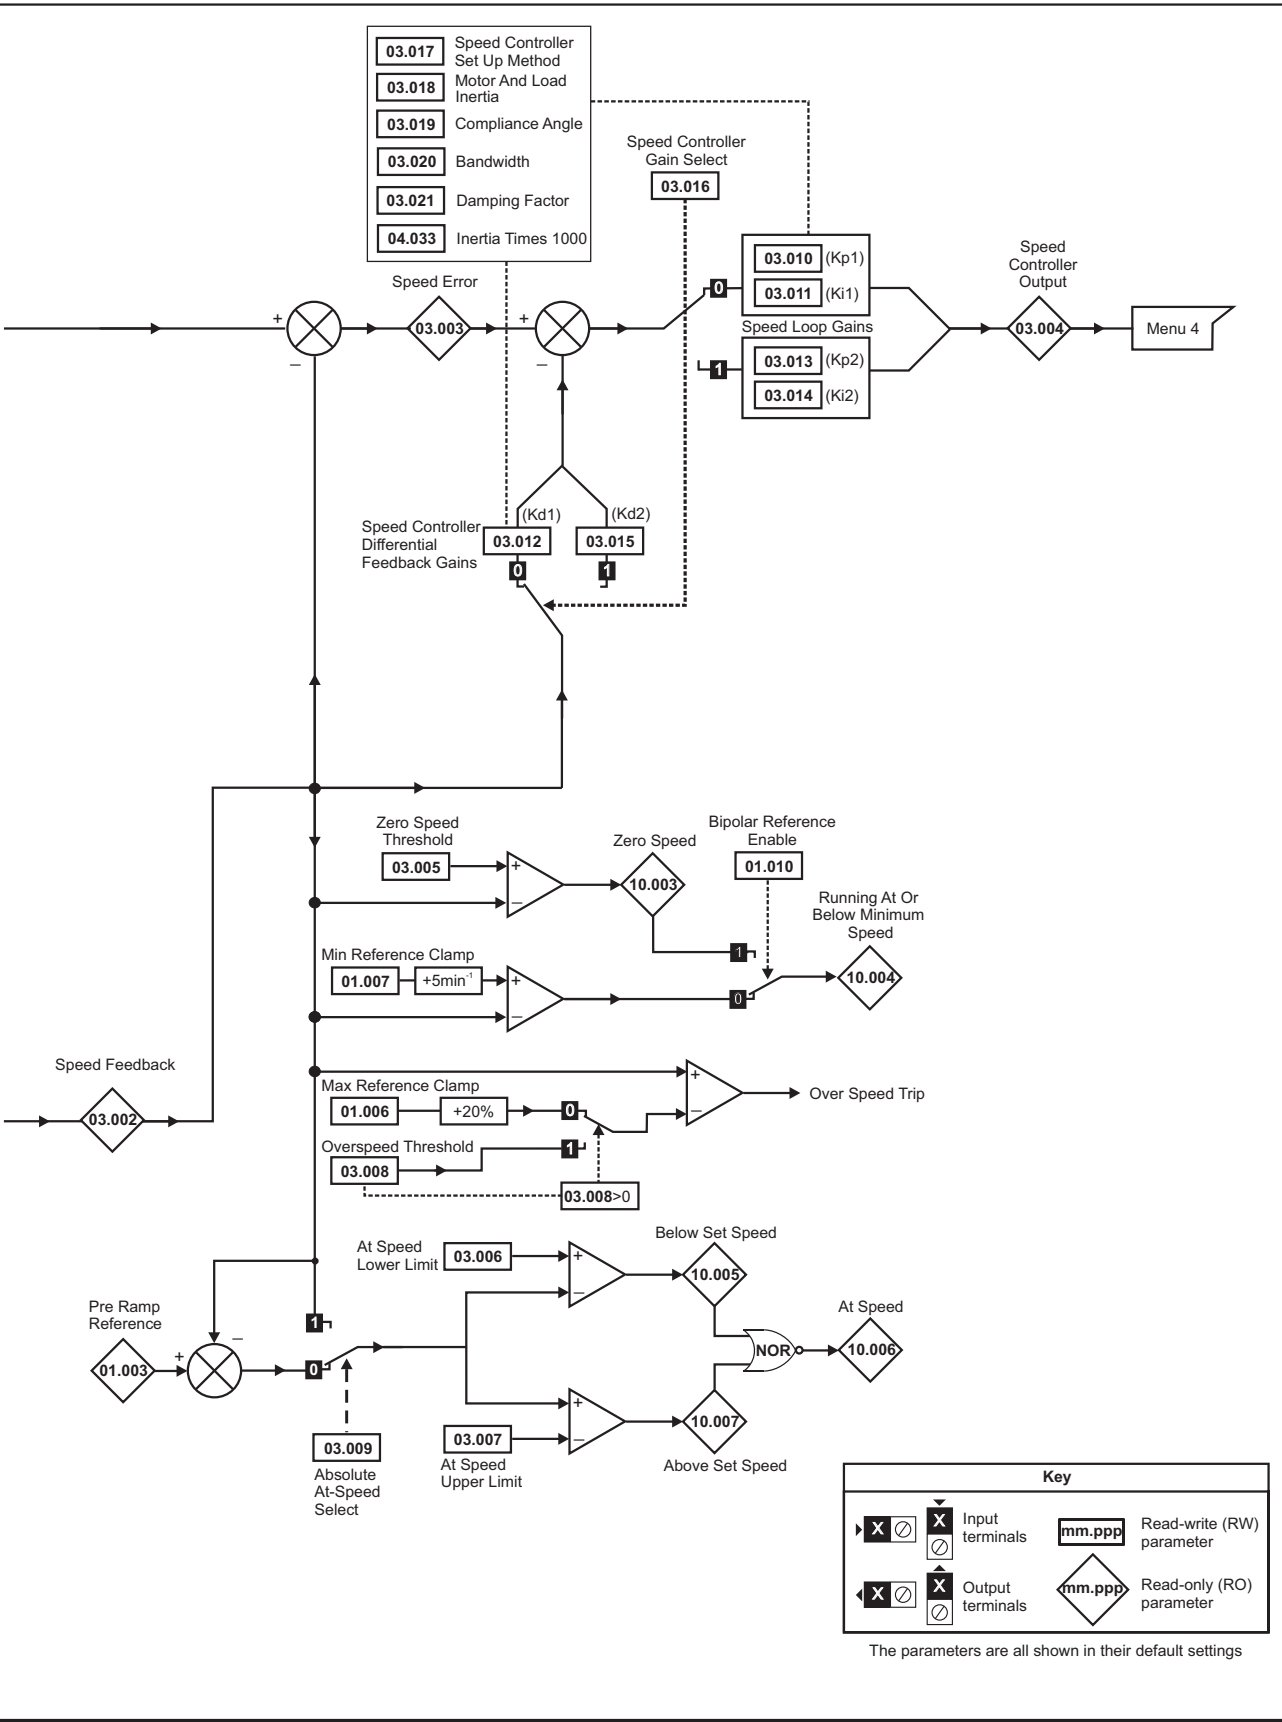 03.017 Speed Controller
Set Up Method
03.018 Motor And Load
Inertia
03.019 Compliance Angle
03.020 Bandwidth
03.021 Damping Factor
04.033 Inertia Times 1000
Speed Controller
Gain Select
03.016
Speed Error
+
–
03.003
+
–
0
03.010 (Kp1)
03.011 (Ki1)
Speed Loop Gains
1
03.013 (Kp2)
03.014 (Ki2)
Speed
Controller
Output
03.004
Menu 4
(Kd1)
(Kd2)
Speed Controller
Differential
Feedback Gains
03.012
03.015
0
1
Zero Speed
Threshold
03.005
+
–
Zero Speed
10.003
Bipolar Reference
Enable
01.010
1
Running At Or
Below Minimum
Speed
10.004
Min Reference Clamp
01.007
+5min-1
+
–
0
Speed Feedback
03.002
Max Reference Clamp
01.006
+20%
0
+
–
Over Speed Trip
Overspeed Threshold
03.008
1
03.008>0
At Speed
Lower Limit
03.006
+
–
Below Set Speed
10.005
Pre Ramp
Reference
01.003
+
–
1
0
NOR
At Speed
10.006
03.009
Absolute
At-Speed
Select
03.007
At Speed
Upper Limit
+
–
10.007
Above Set Speed
Key
X
X
Input
terminals
mm.ppp
Read-write (RW)
parameter
X
X
Output
terminals
mm.ppp
Read-only (RO)
parameter
The parameters are all shown in their default settings